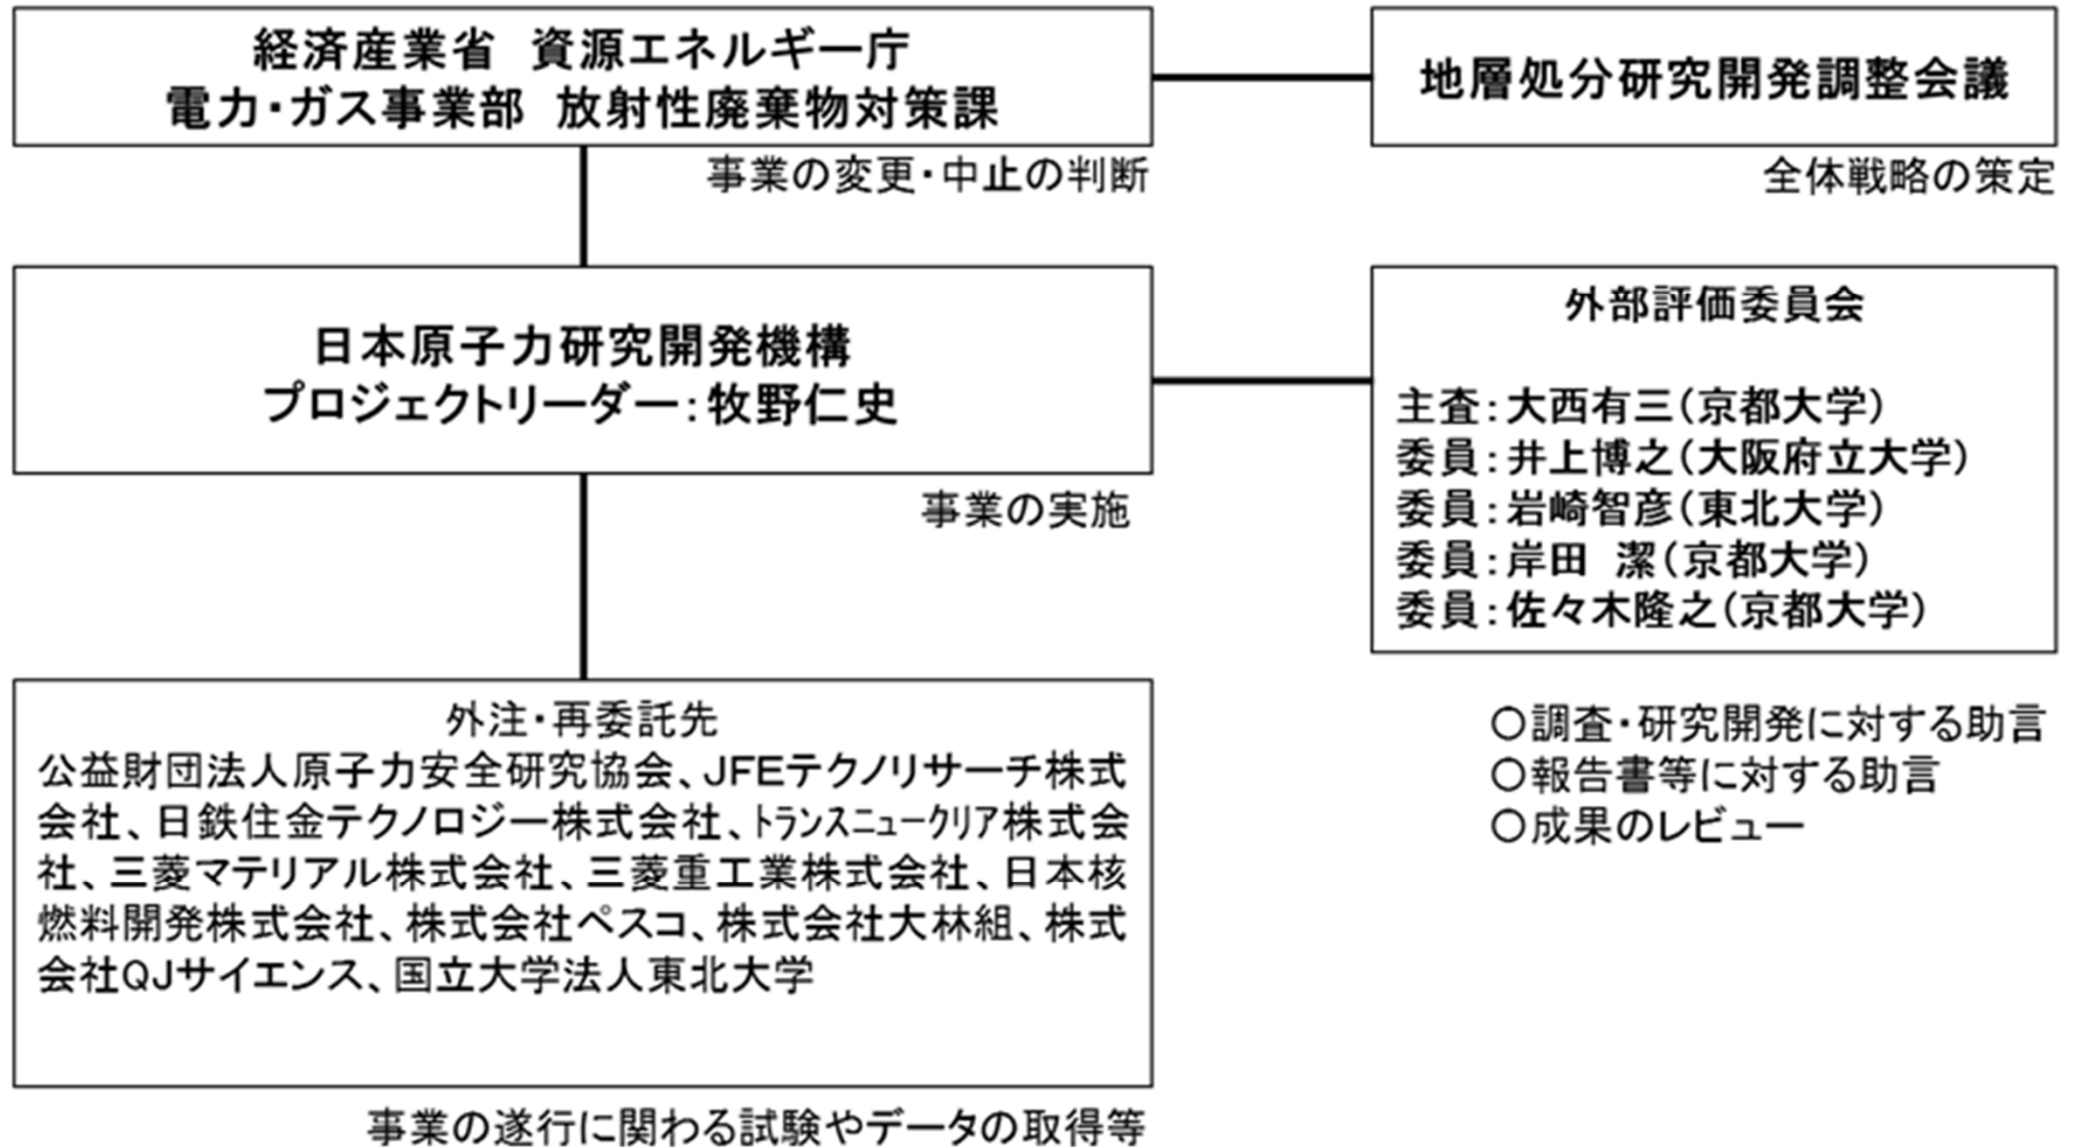 経済産業省　資源エネルギー庁
電力・ガス事業部　放射性廃棄物対策課
事業の変更・中止の判断
地層処分研究開発調整会議
全体戦略の策定
日本原子力研究開発機構
プロジェクトリーダー：牧野仁史
事業の実施
外部評価委員会
主査：大西有三（京都大学）
委員：井上博之（大阪府立大学）
委員：岩崎智彦（東北大学）
委員：岸田　潔（京都大学）
委員：佐々木隆之（京都大学）
○調査・研究開発に対する助言
○報告書等に対する助言
○成果のレビュー
外注・再委託先
公益財団法人原子力安全研究協会、JFEテクノリサーチ株式
会社、日鉄住金テクノロジー株式会社、トランスニュークリア株式会
社、三菱マテリアル株式会社、三菱重工業株式会社、日本核
燃料開発株式会社、株式会社ペスコ、株式会社大林組、株式
会社QJサイエンス、国立大学法人東北大学
事業の遂行に関わる試験やデータの取得等